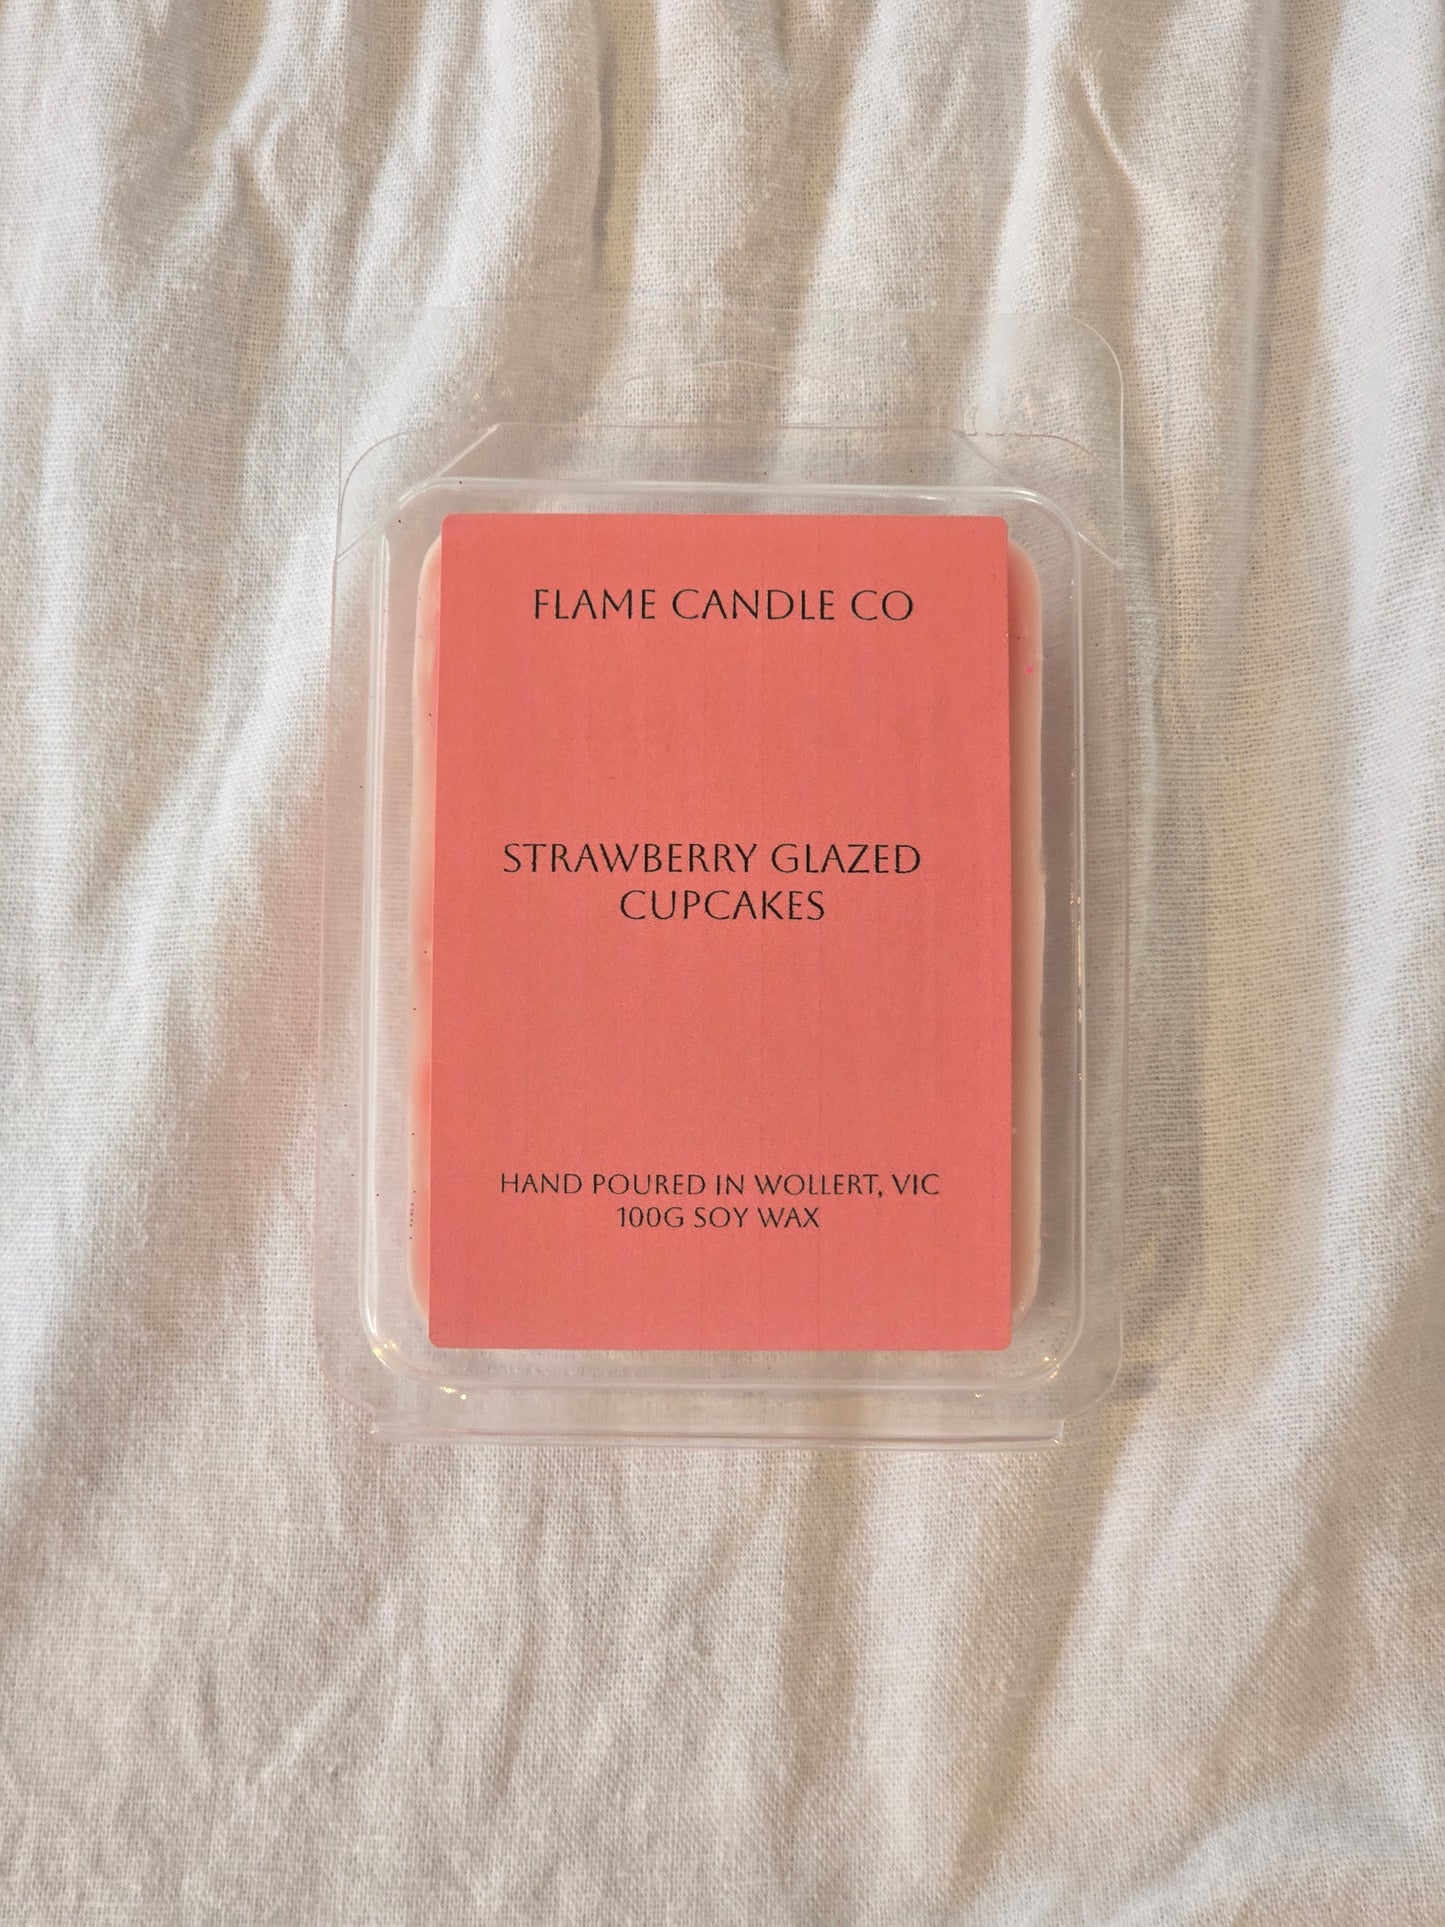 FLAME CANDLE CO
STRAWBERRY GLAZED
CUPCAKES
HAND POURED IN WOLLERT, VIC
100G SOY WAX